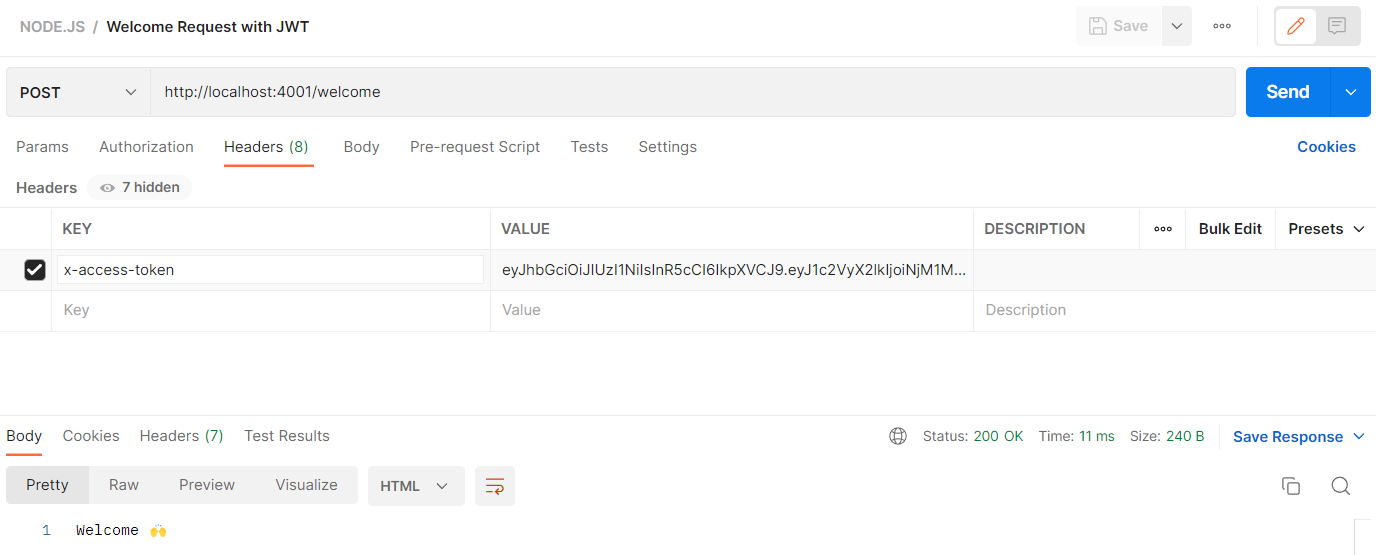 NODE.JS / Welcome Request with JWT Save
POST http://localhost:4001/welcome Send
Params Authorization Headers (8) Body Pre-request Script Tests Settings Cookies
Headers 7 hidden
KEY VALUE DESCRIPTION Bulk Edit Presets
x-access-token eyJhbGciOiJIUzI1NiIsInR5cCI6IkpXVCJ9.eyJ1c2VyX2lkIjoiNjM1M...
Key Value Description
Body Cookies Headers (7) Test Results Status: 200 OK Time: 11 ms Size: 240 B Save Response
Pretty Raw Preview Visualize HTML
1 Welcome 🙌